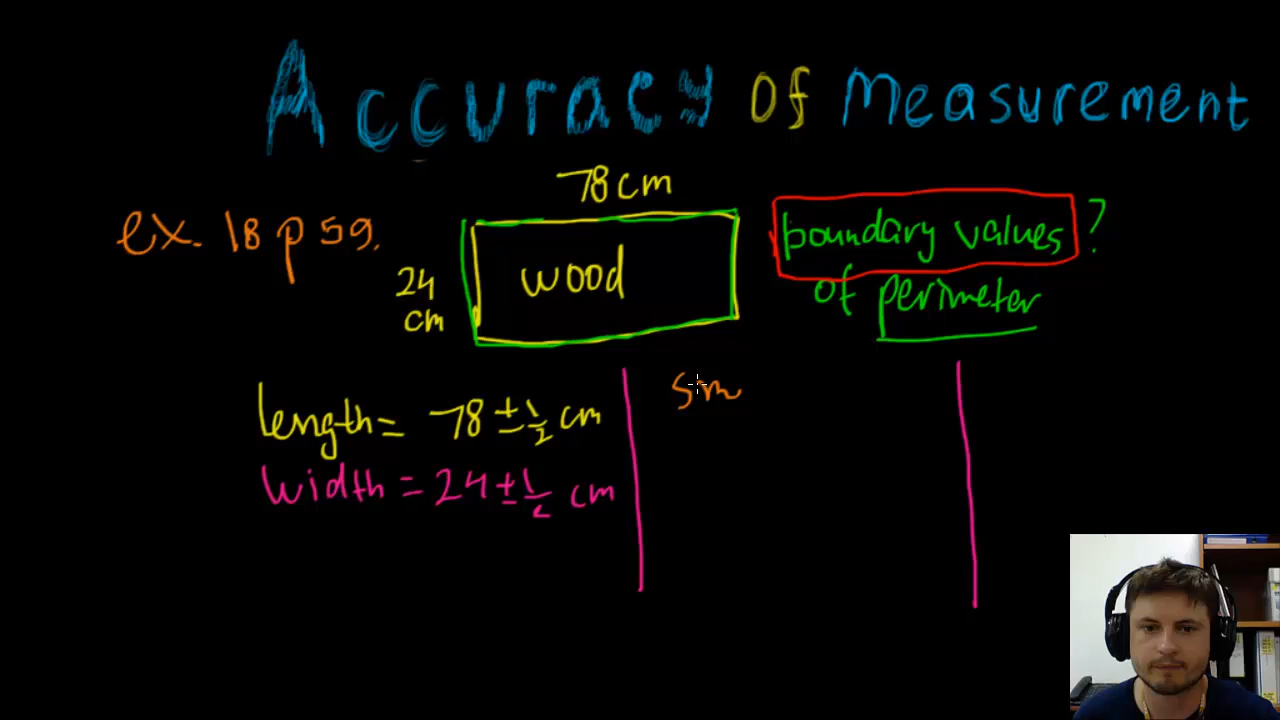 Accuracy of Measurement
78 cm
ex. 18 p 59.
boundary values ?
24
cm
wood
of perimeter
length = 78 ± 1/2 cm
width = 24 ± 1/2 cm
sm